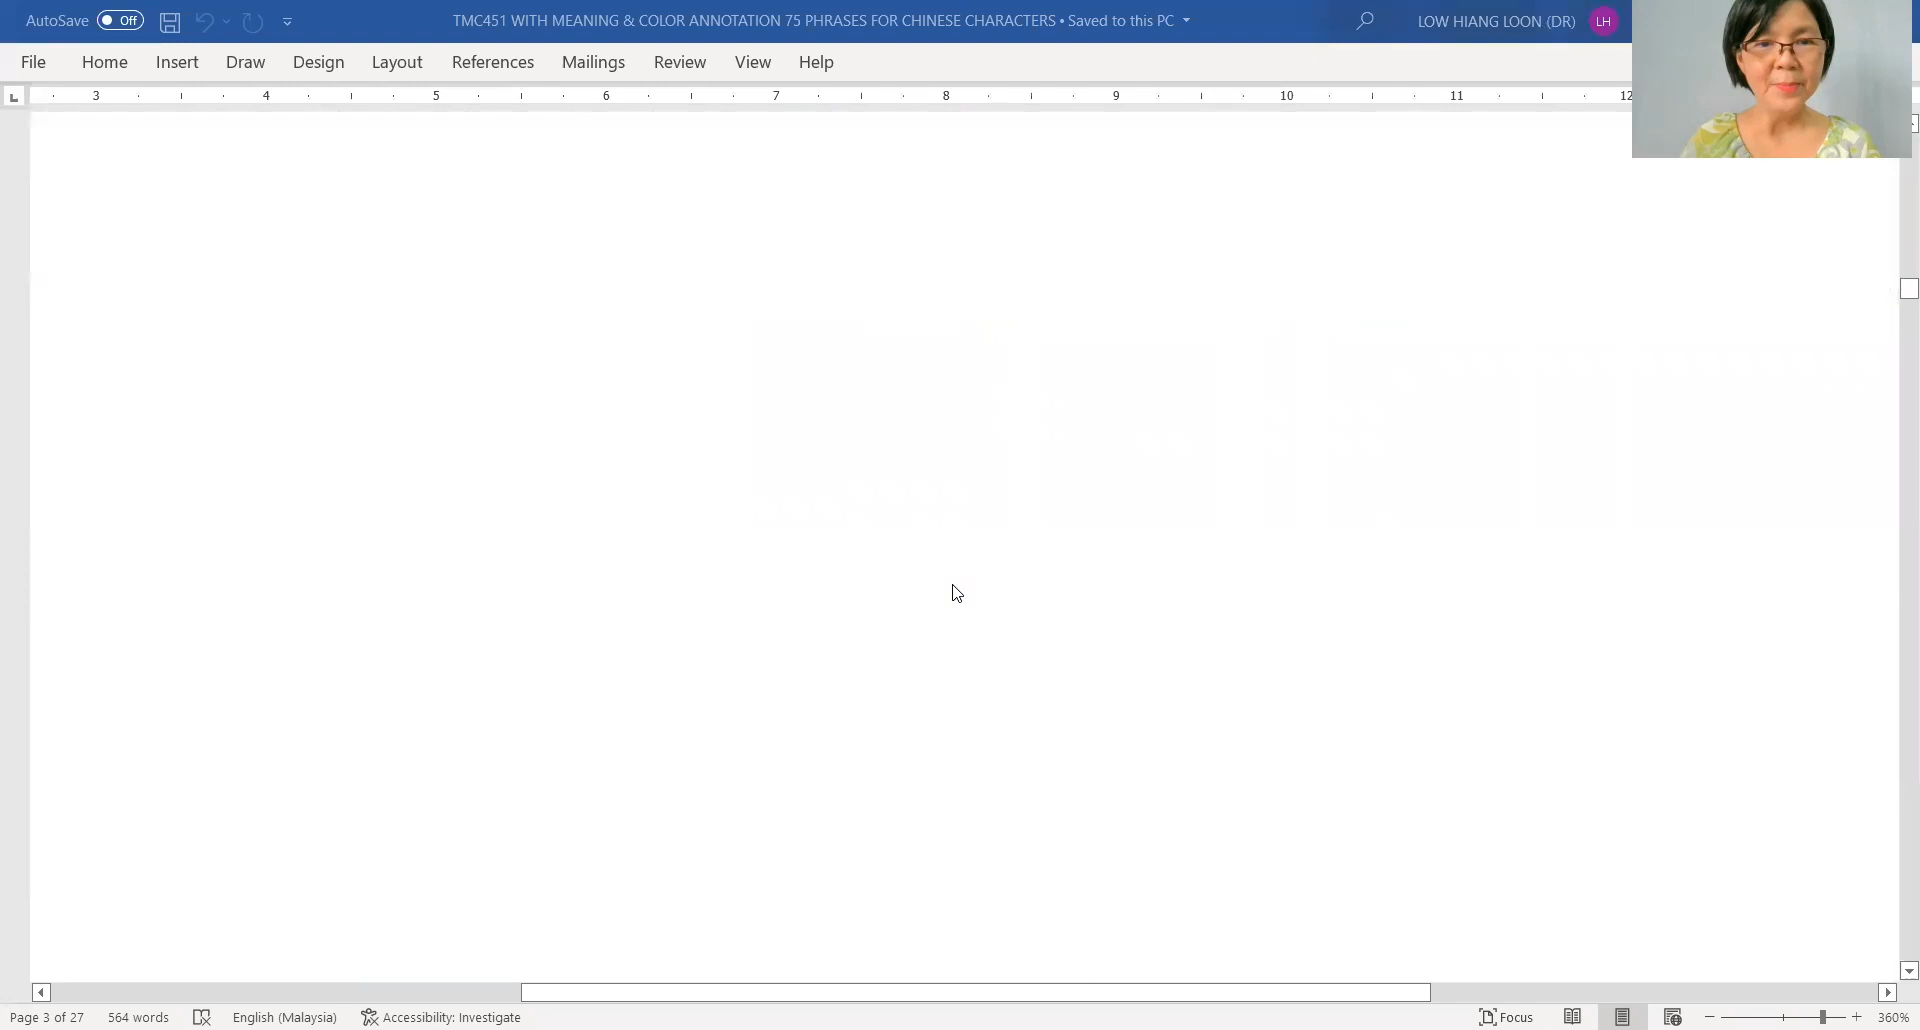 AutoSave Off TMC451 WITH MEANING & COLOR ANNOTATION 75 PHRASES FOR CHINESE CHARACTERS • Saved to this PC LOW HIANG LOON (DR) LH
File Home Insert Draw Design Layout References Mailings Review View Help
3 4 5 6 7 8 9 10 11 12
Page 3 of 27 564 words English (Malaysia) Accessibility: Investigate Focus 360%